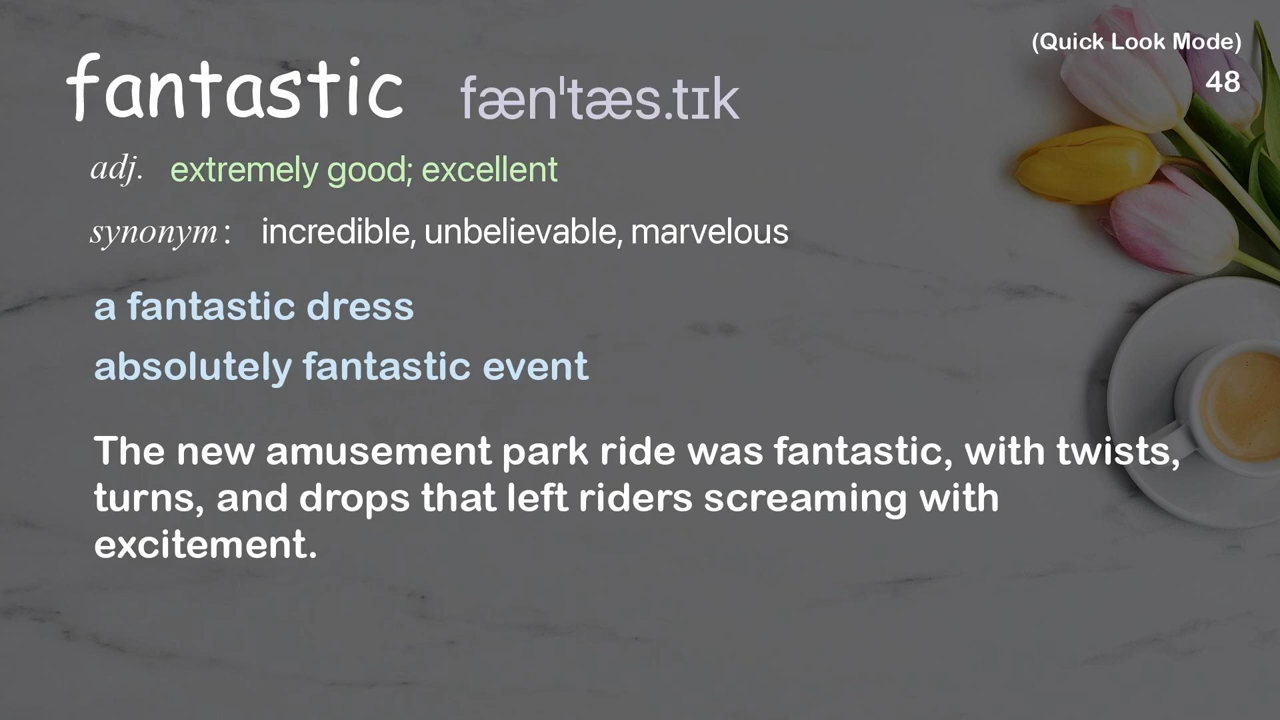 (Quick Look Mode)
48
fantastic fæn'tæs.tɪk
adj. extremely good; excellent
synonym: incredible, unbelievable, marvelous
a fantastic dress
absolutely fantastic event
The new amusement park ride was fantastic, with twists,
turns, and drops that left riders screaming with
excitement.